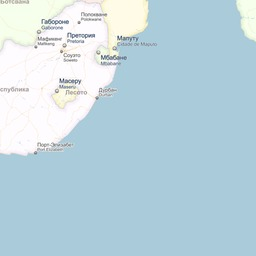 ботсвана
Полокване
Polokwane
Габороне
Gaborone
Мафикенг
Mafikeng
Претория
Pretoria
Соуэто
Soweto
Мапуту
Cidade de Maputo
Мбабане
Mbabane
Масеру
Maseru
Лесото
спублика
Дурбан
Durban
Порт-Элизабет
Port Elizabeth